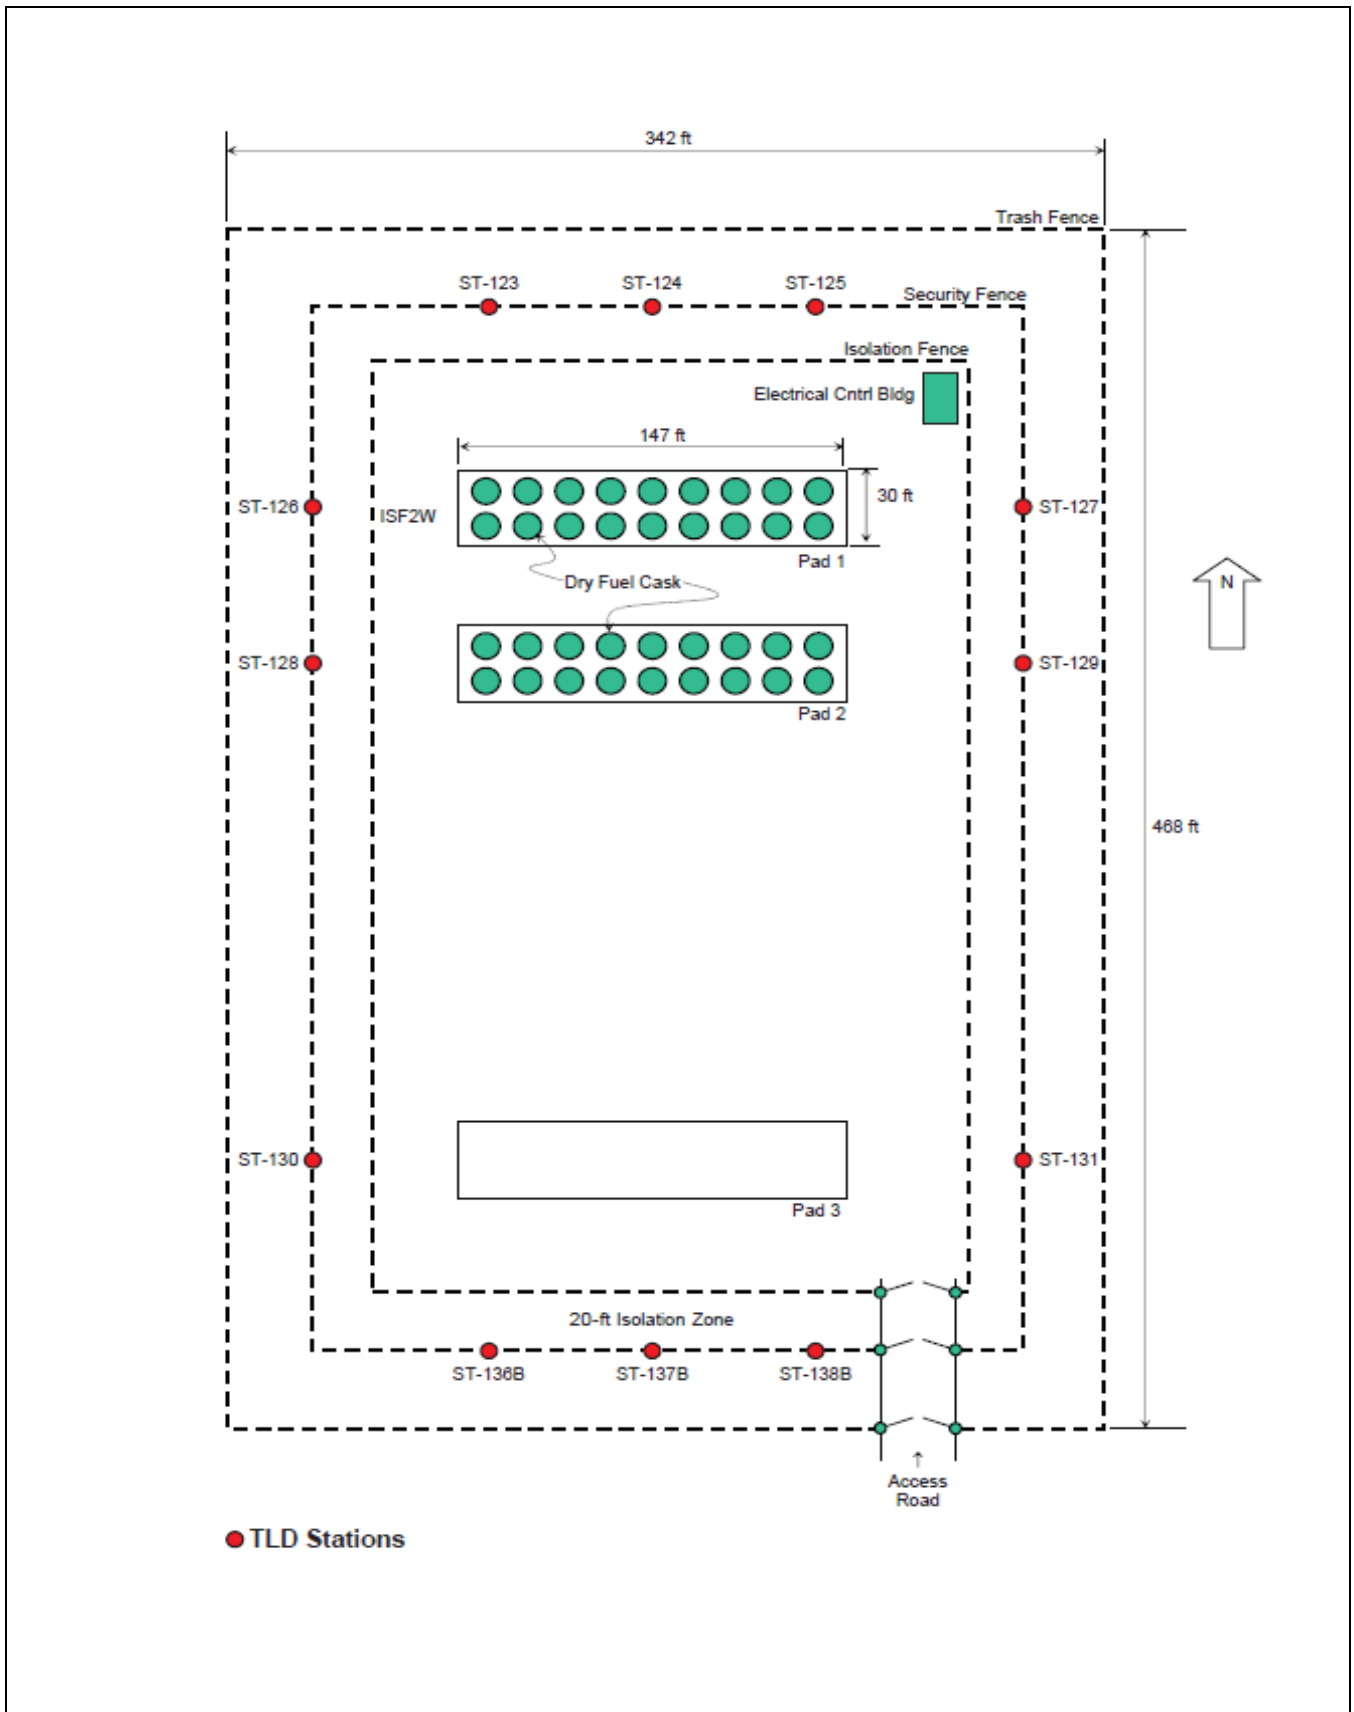 342 ft
Trash Fence
ST-123
ST-124
ST-125
Security Fence
Isolation Fence
Electrical Cntrl Bldg
147 ft
30 ft
ST-126
ISF2W
ST-127
Pad 1
Dry Fuel Cask
N
ST-128
ST-129
Pad 2
468 ft
ST-130
ST-131
Pad 3
20-ft Isolation Zone
ST-136B
ST-137B
ST-138B
Access
Road
TLD Stations